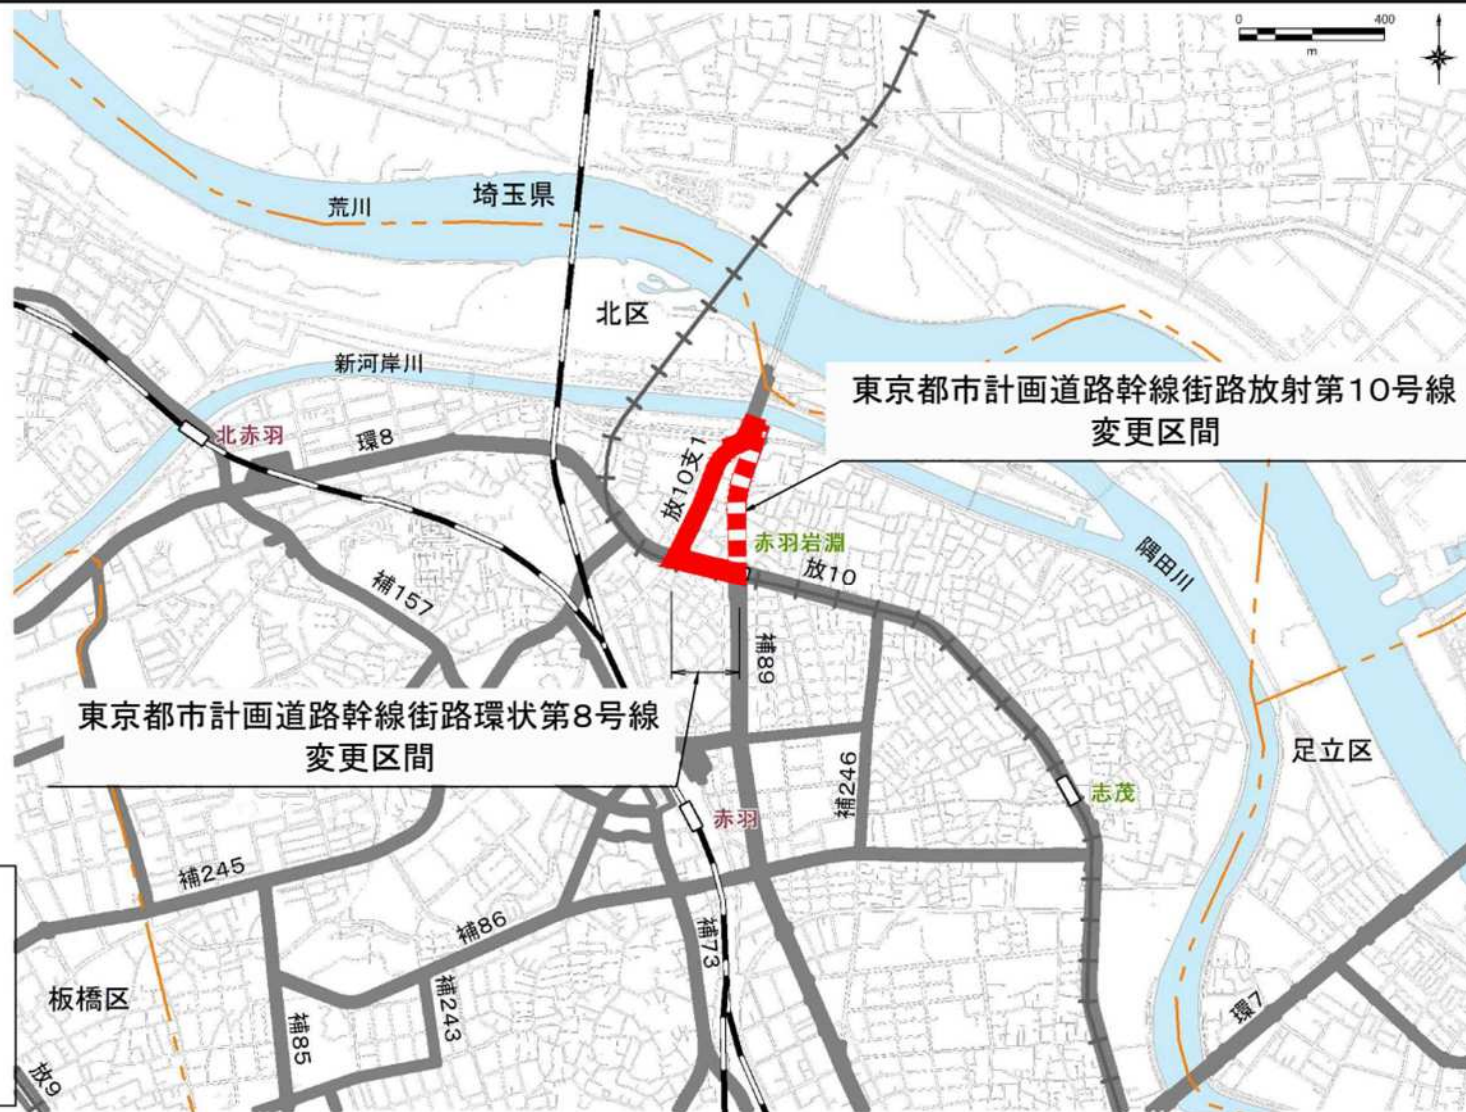 0 400
m
荒川
埼玉県
北区
新河岸川
東京都市計画道路幹線街路放射第10号線
変更区間
北赤羽
環8
放10支1
赤羽岩淵
放10
隅田川
補157
補89
東京都市計画道路幹線街路環状第8号線
変更区間
足立区
補246
志茂
赤羽
補245
補86
補73
板橋区
補243
補85
環7
放9